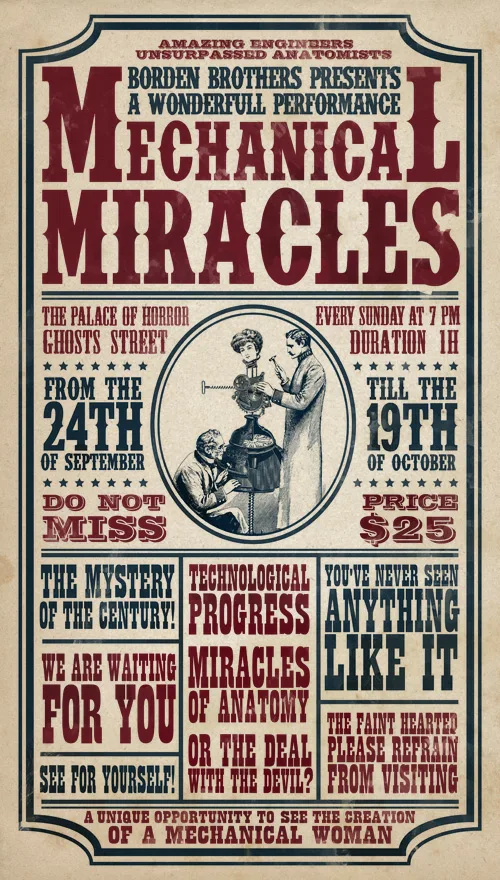 AMAZING ENGINEERS
UNSURPASSED ANATOMISTS
BORDEN BROTHERS PRESENTS
A WONDERFULL PERFORMANCE
MECHANICAL
MIRACLES
THE PALACE OF HORROR
GHOSTS STREET
EVERY SUNDAY AT 7 PM
DURATION 1H
FROM THE
24TH
OF SEPTEMBER
TILL THE
19TH
OF OCTOBER
DO NOT
MISS
PRICE
$25
THE MYSTERY
OF THE CENTURY!
WE ARE WAITING
FOR YOU
SEE FOR YOURSELF!
TECHNOLOGICAL
PROGRESS
MIRACLES
OF ANATOMY
OR THE DEAL
WITH THE DEVIL?
YOU'VE NEVER SEEN
ANYTHING
LIKE IT
THE FAINT HEARTED
PLEASE REFRAIN
FROM VISITING
A UNIQUE OPPORTUNITY TO SEE THE CREATION
OF A MECHANICAL WOMAN